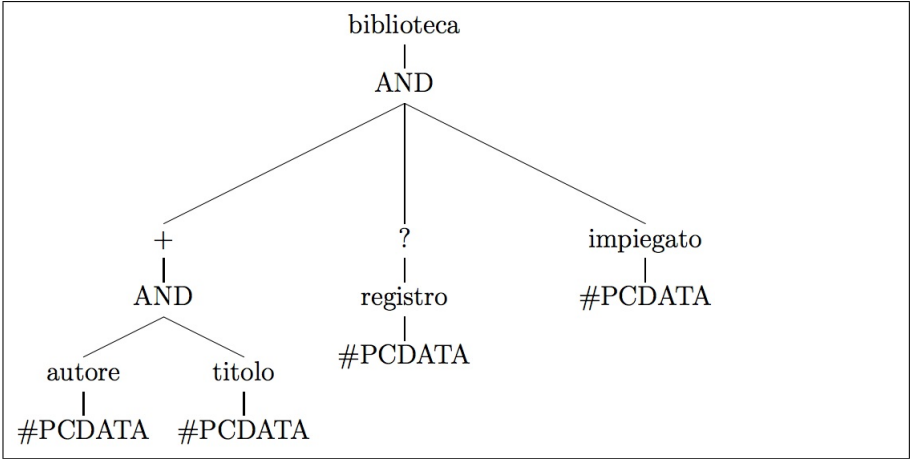 biblioteca
AND
+ ? impiegato
AND registro #PCDATA
#PCDATA
autore titolo
#PCDATA #PCDATA